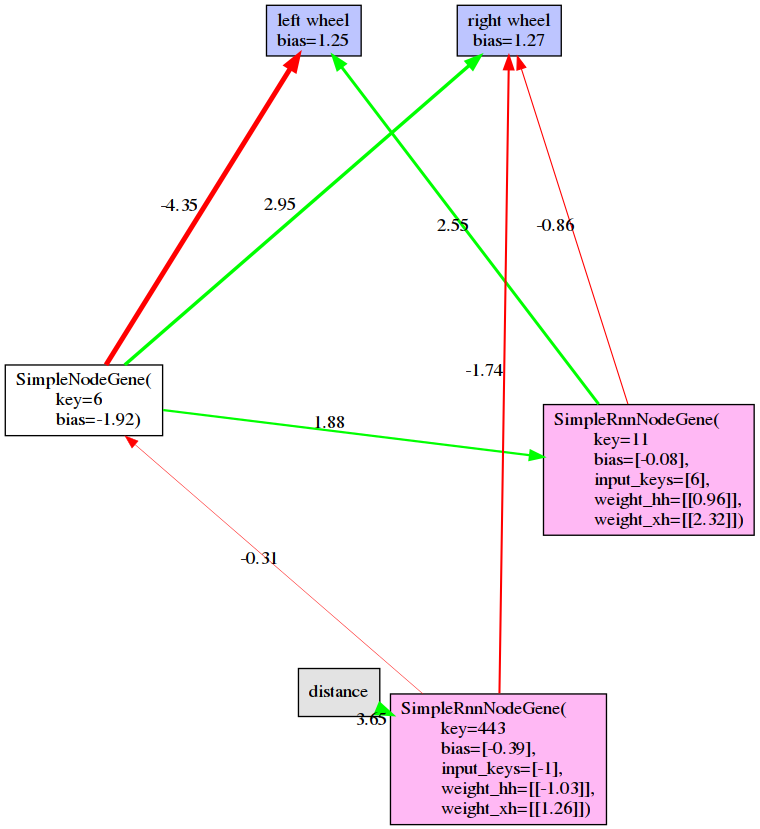 left wheel
bias=1.25
right wheel
bias=1.27
-4.35
2.95
2.55
-0.86
-1.74
SimpleNodeGene(
key=6
bias=-1.92)
1.88
SimpleRnnNodeGene(
key=11
bias=[-0.08],
input_keys=[6],
weight_hh=[[0.96]],
weight_xh=[[2.32]])
-0.31
distance
3.65
SimpleRnnNodeGene(
key=443
bias=[-0.39],
input_keys=[-1],
weight_hh=[[-1.03]],
weight_xh=[[1.26]])